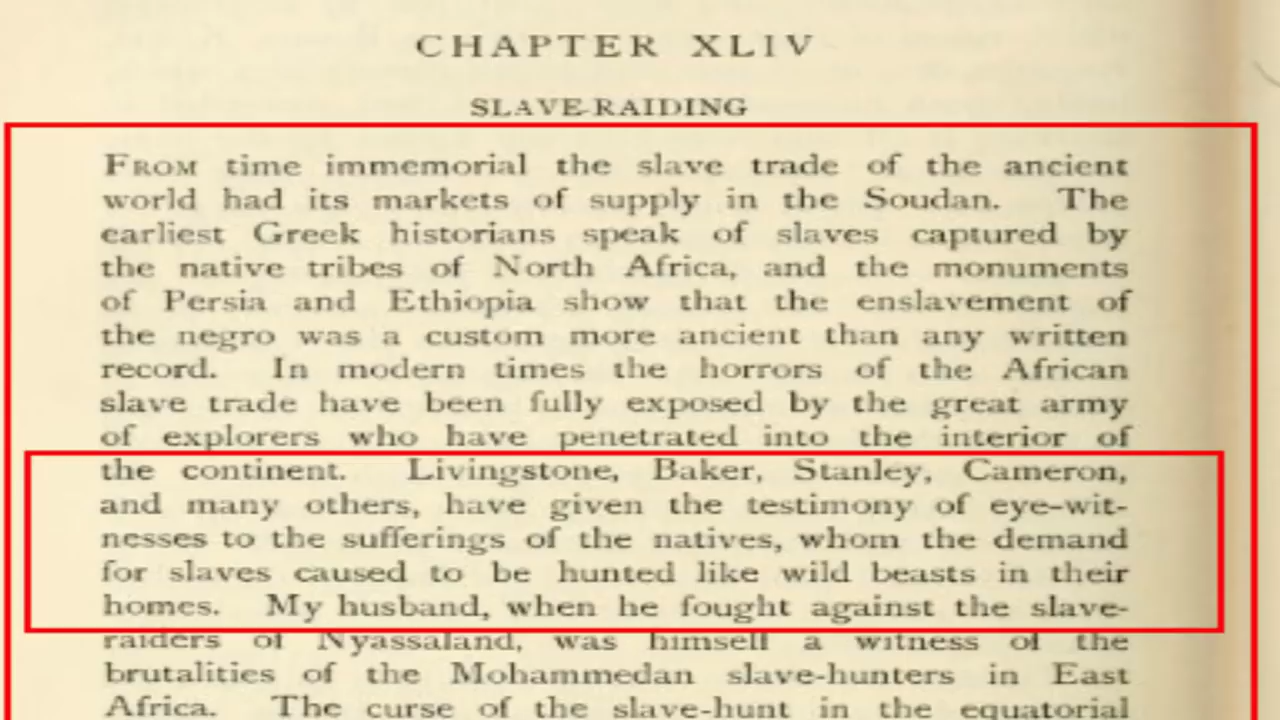 CHAPTER XLIV
SLAVE-RAIDING
FROM time immemorial the slave trade of the ancient
world had its markets of supply in the Soudan. The
earliest Greek historians speak of slaves captured by
the native tribes of North Africa, and the monuments
of Persia and Ethiopia show that the enslavement of
the negro was a custom more ancient than any written
record. In modern times the horrors of the African
slave trade have been fully exposed by the great army
of explorers who have penetrated into the interior of
the continent. Livingstone, Baker, Stanley, Cameron,
and many others, have given the testimony of eye-wit-
nesses to the sufferings of the natives, whom the demand
for slaves caused to be hunted like wild beasts in their
homes. My husband, when he fought against the slave-
raiders of Nyassaland, was himself a witness of the
brutalities of the Mohammedan slave-hunters in East
Africa. The curse of the slave-hunt in the equatorial